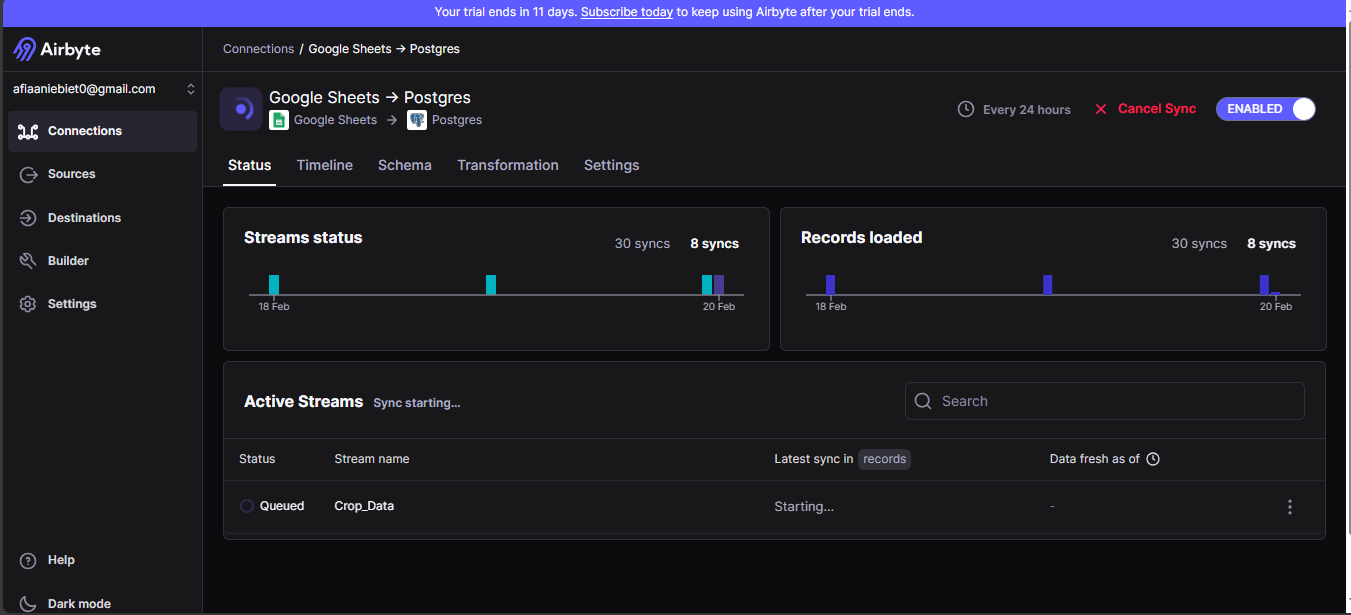 Your trial ends in 11 days. Subscribe today to keep using Airbyte after your trial ends.
Airbyte
Connections / Google Sheets → Postgres
afiaaniebiet0@gmail.com
Connections
Sources
Destinations
Builder
Settings
Help
Dark mode
Google Sheets → Postgres
Google Sheets → Postgres
Every 24 hours
Cancel Sync
ENABLED
Status Timeline Schema Transformation Settings
Streams status
30 syncs 8 syncs
18 Feb 20 Feb
Records loaded
30 syncs 8 syncs
18 Feb 20 Feb
Active Streams Sync starting...
Search
Status Stream name Latest sync in records Data fresh as of
Queued Crop_Data Starting... -